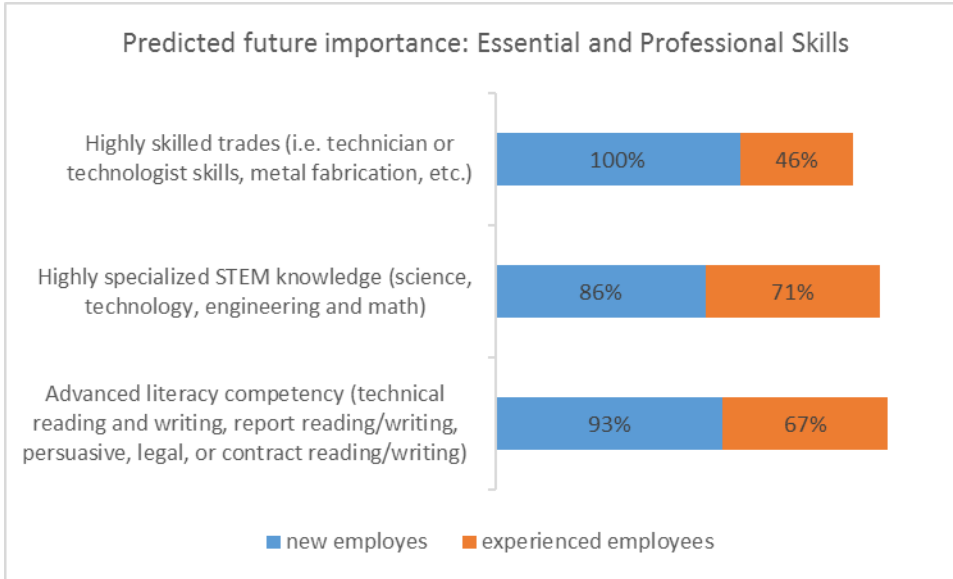 Predicted future importance: Essential and Professional Skills
Highly skilled trades (i.e. technician or
technologist skills, metal fabrication, etc.)
100%
46%
Highly specialized STEM knowledge (science,
technology, engineering and math)
86%
71%
Advanced literacy competency (technical
reading and writing, report reading/writing,
persuasive, legal, or contract reading/writing)
93%
67%
new employes
experienced employees